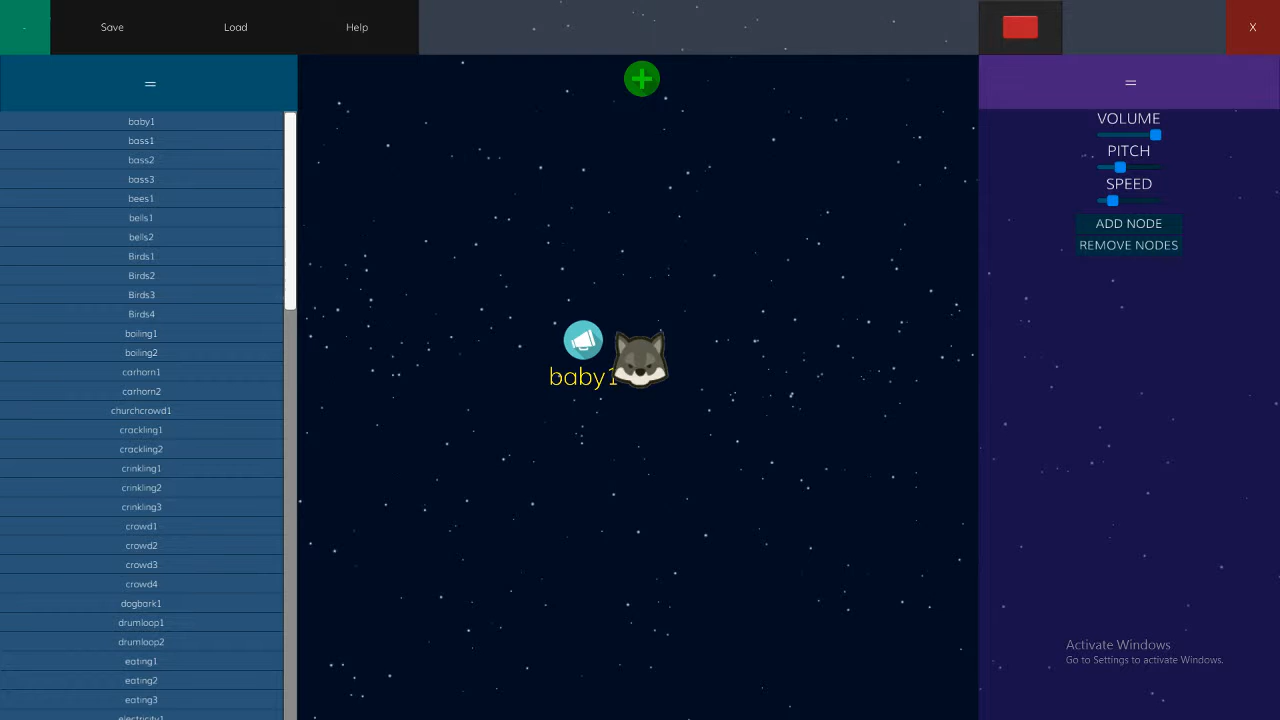 -
Save
Load
Help
X
=
=
baby1
bass1
bass2
bass3
bees1
bells1
bells2
Birds1
Birds2
Birds3
Birds4
boiling1
boiling2
carhorn1
carhorn2
churchcrowd1
crackling1
crackling2
crinkling1
crinkling2
crinkling3
crowd1
crowd2
crowd3
crowd4
dogbark1
drumloop1
drumloop2
eating1
eating2
eating3
electricity1
baby1
VOLUME
PITCH
SPEED
ADD NODE
REMOVE NODES
Activate Windows
Go to Settings to activate Windows.